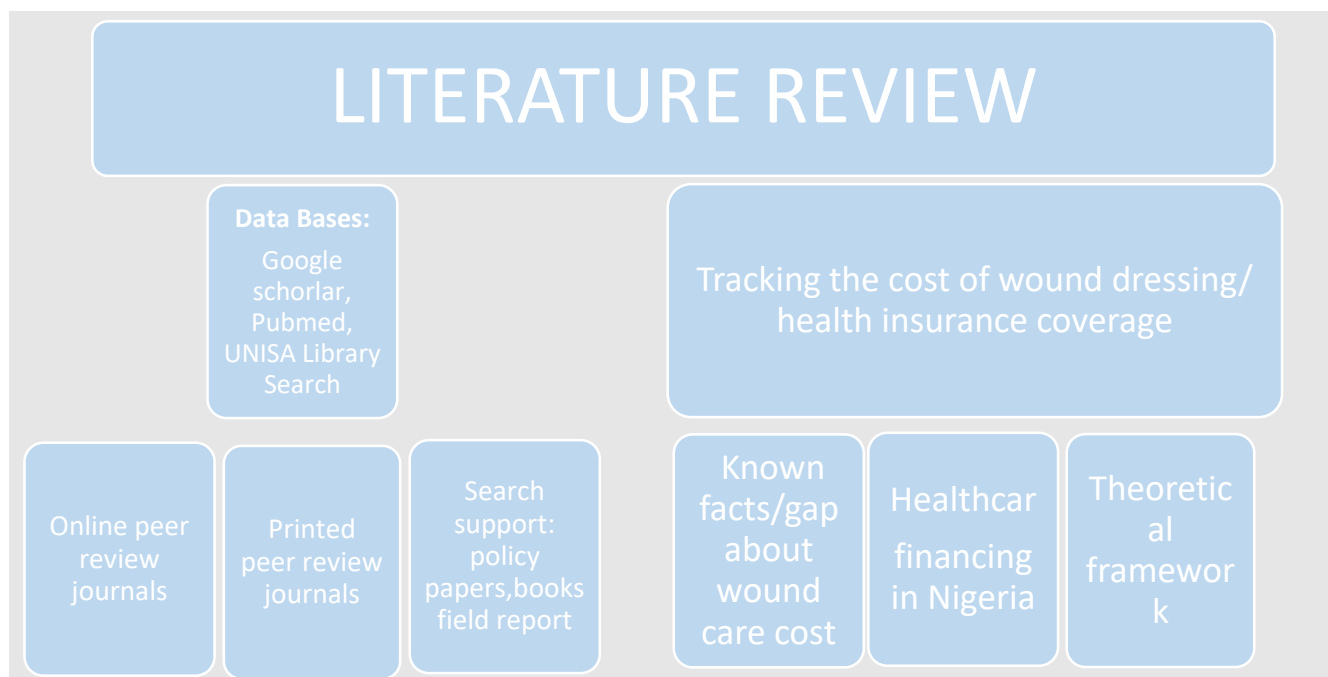 LITERATURE REVIEW
Data Bases:
Google
schorlar,
Pubmed,
UNISA Library
Search
Tracking the cost of wound dressing/
health insurance coverage
Online peer
review
journals
Printed
peer review
journals
Search
support:
policy
papers,books
field report
Known
facts/gap
about
wound
care cost
Healthcar
financing
in Nigeria
Theoretic
al
framewor
k